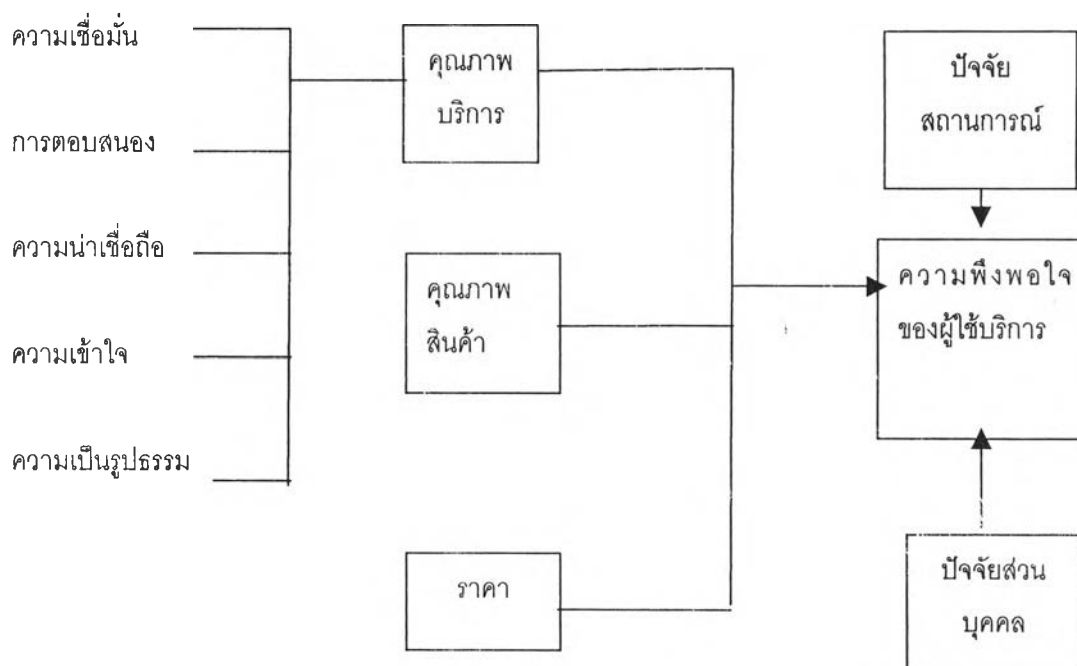 ความเชื่อมั่น
การตอบสนอง
ความน่าเชื่อถือ
ความเข้าใจ
ความเป็นรูปธรรม
คุณภาพ
บริการ
คุณภาพ
สินค้า
ราคา
ปัจจัย
สถานการณ์
ความพึงพอใจ
ของผู้ใช้บริการ
ปัจจัยส่วน
บุคคล